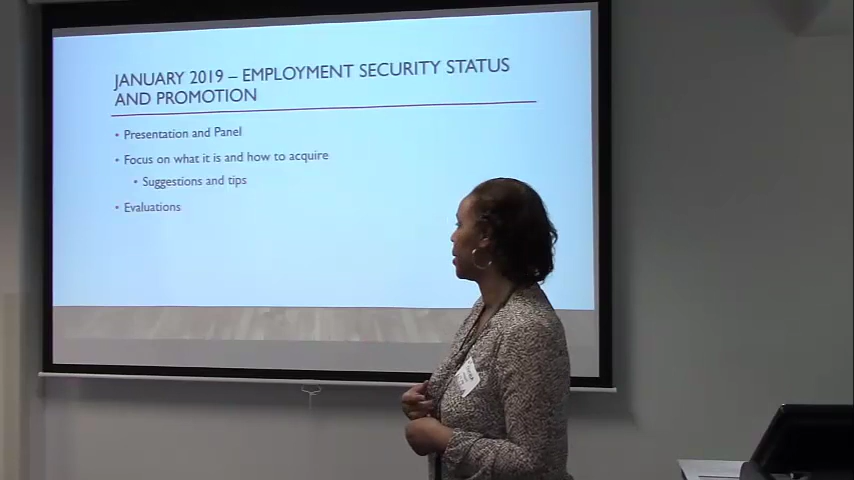 JANUARY 2019 – EMPLOYMENT SECURITY STATUS
AND PROMOTION
• Presentation and Panel
• Focus on what it is and how to acquire
• Suggestions and tips
• Evaluations